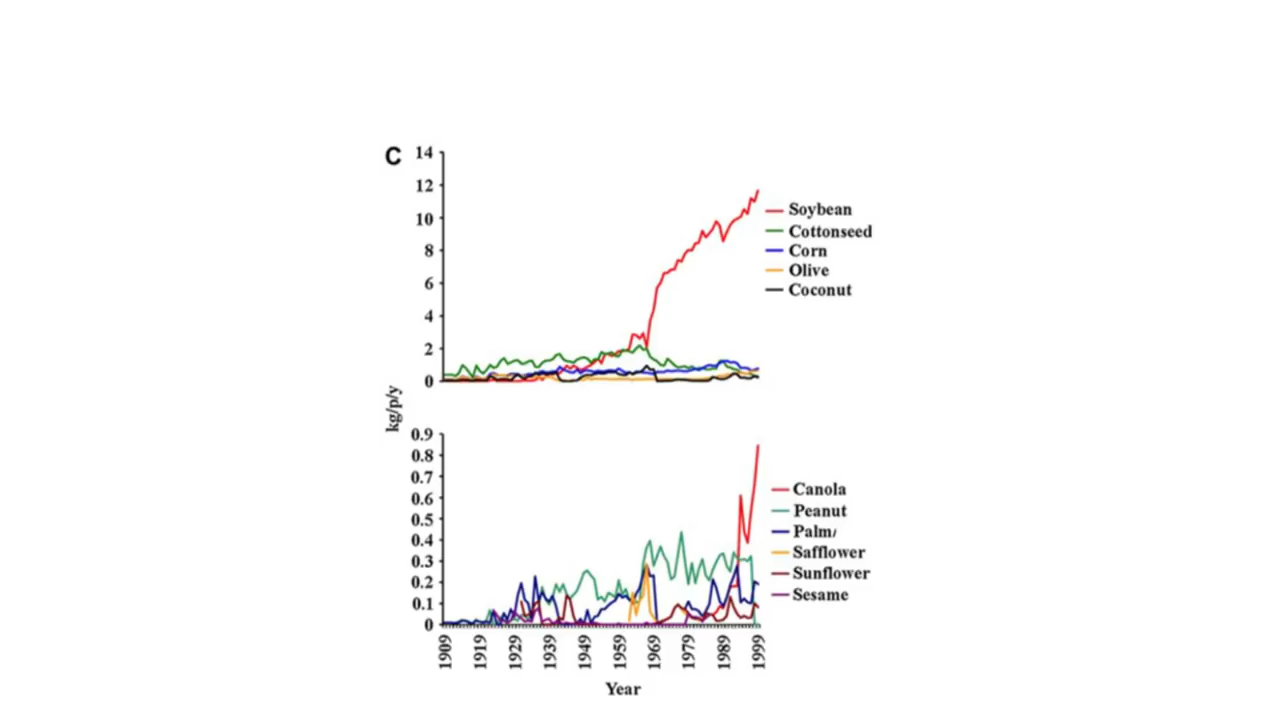 C
14
12
10
8
6
4
2
0
Soybean
Cottonseed
Corn
Olive
Coconut
kg/p/y
0.9
0.8
0.7
0.6
0.5
0.4
0.3
0.2
0.1
0
Canola
Peanut
Palm/
Safflower
Sunflower
Sesame
1909
1919
1929
1939
1949
1959
1969
1979
1989
1999
Year